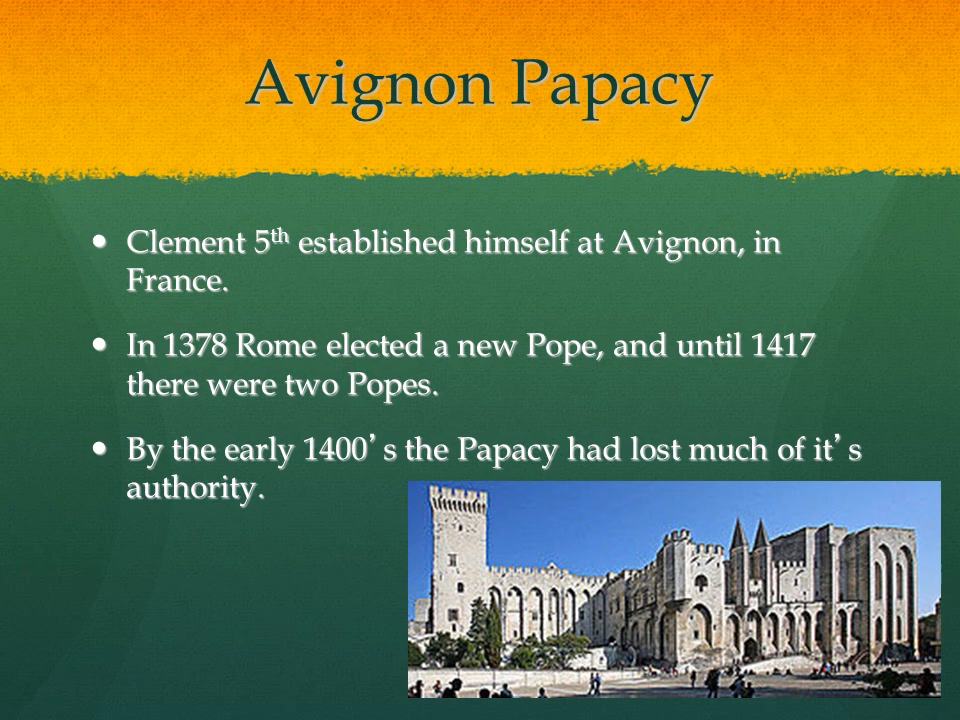 Avignon Papacy
• Clement 5th established himself at Avignon, in
France.
• In 1378 Rome elected a new Pope, and until 1417
there were two Popes.
• By the early 1400’s the Papacy had lost much of it’s
authority.